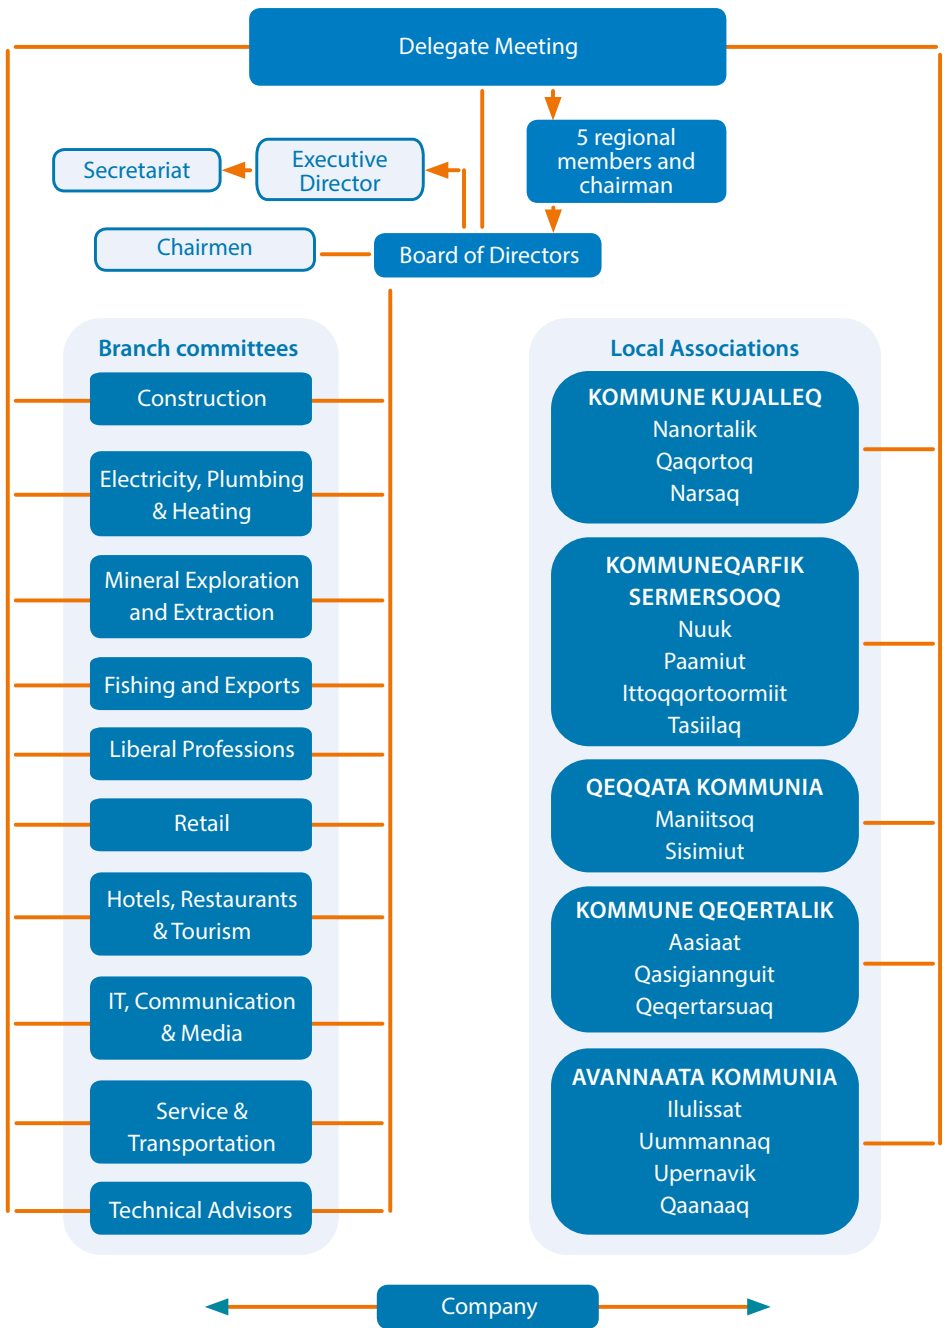 Delegate Meeting
5 regional
members and
chairman
Executive
Director
Secretariat
Chairmen
Board of Directors
Branch committees
Construction
Electricity, Plumbing
& Heating
Mineral Exploration
and Extraction
Fishing and Exports
Liberal Professions
Retail
Hotels, Restaurants
& Tourism
IT, Communication
& Media
Service &
Transportation
Technical Advisors
Local Associations
KOMMUNE KUJALLEQ
Nanortalik
Qaqortoq
Narsaq
KOMMUNEQARFIK
SERMERSOOQ
Nuuk
Paamiut
Ittoqqortoormiit
Tasiilaq
QEQQATA KOMMUNIA
Maniitsoq
Sisimiut
KOMMUNE QEQERTALIK
Aasiaat
Qasigiannguit
Qeqertarsuaq
AVANNAATA KOMMUNIA
Ilulissat
Uummannaq
Upernavik
Qaanaaq
Company